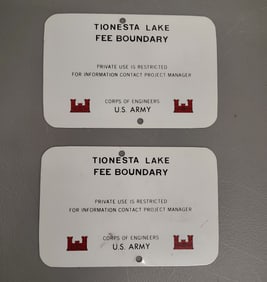 TIONESTA LAKE
FEE BOUNDARY
PRIVATE USE IS RESTRICTED
FOR INFORMATION CONTACT PROJECT MANAGER
CORPS OF ENGINEERS
U.S. ARMY
TIONESTA LAKE
FEE BOUNDARY
PRIVATE USE IS RESTRICTED
FOR INFORMATION CONTACT PROJECT MANAGER
CORPS OF ENGINEERS
U.S. ARMY